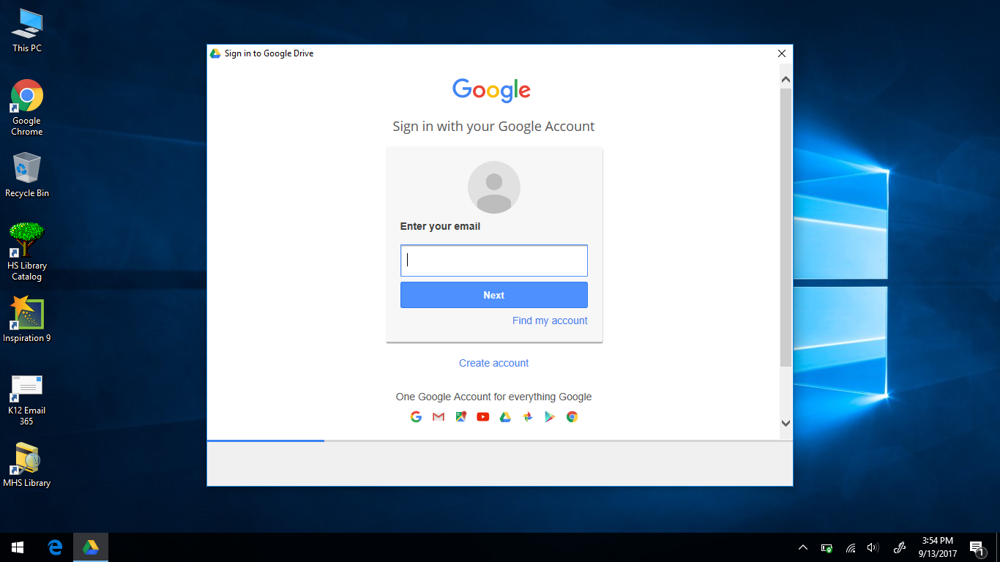 This PC
Google
Chrome
Recycle Bin
HS Library
Catalog
Inspiration 9
K12 Email
365
MHS Library
Sign in to Google Drive
Google
Sign in with your Google Account
Enter your email
Next
Find my account
Create account
One Google Account for everything Google
3:54 PM
9/13/2017
1